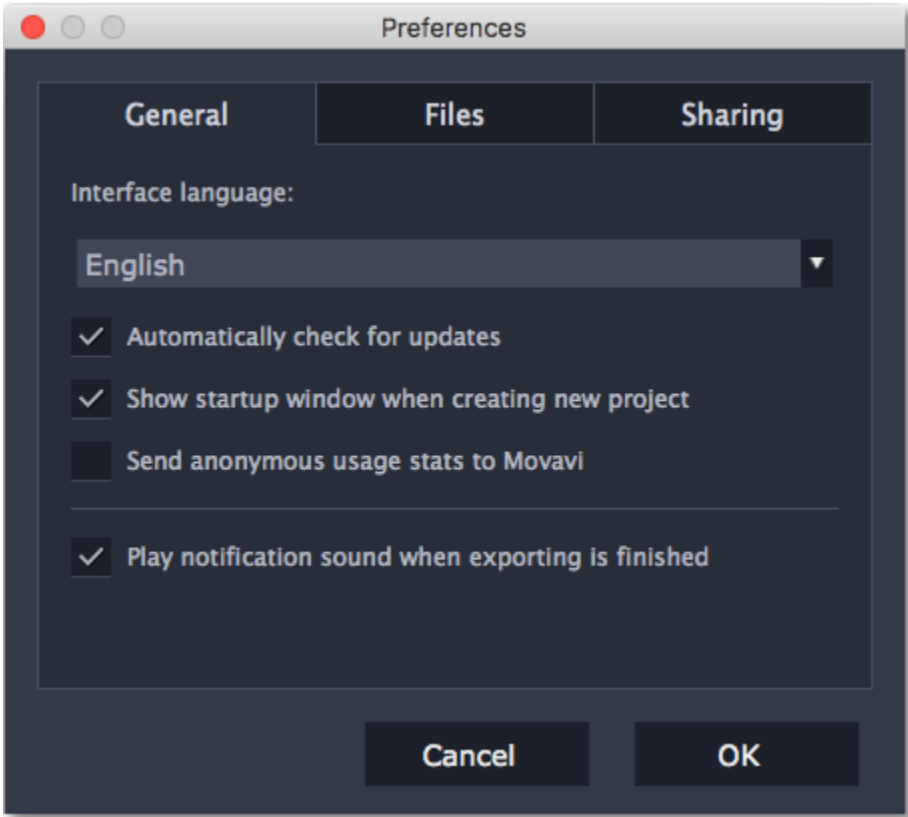 Preferences
General Files Sharing
Interface language:
English
Automatically check for updates
Show startup window when creating new project
Send anonymous usage stats to Movavi
Play notification sound when exporting is finished
Cancel OK